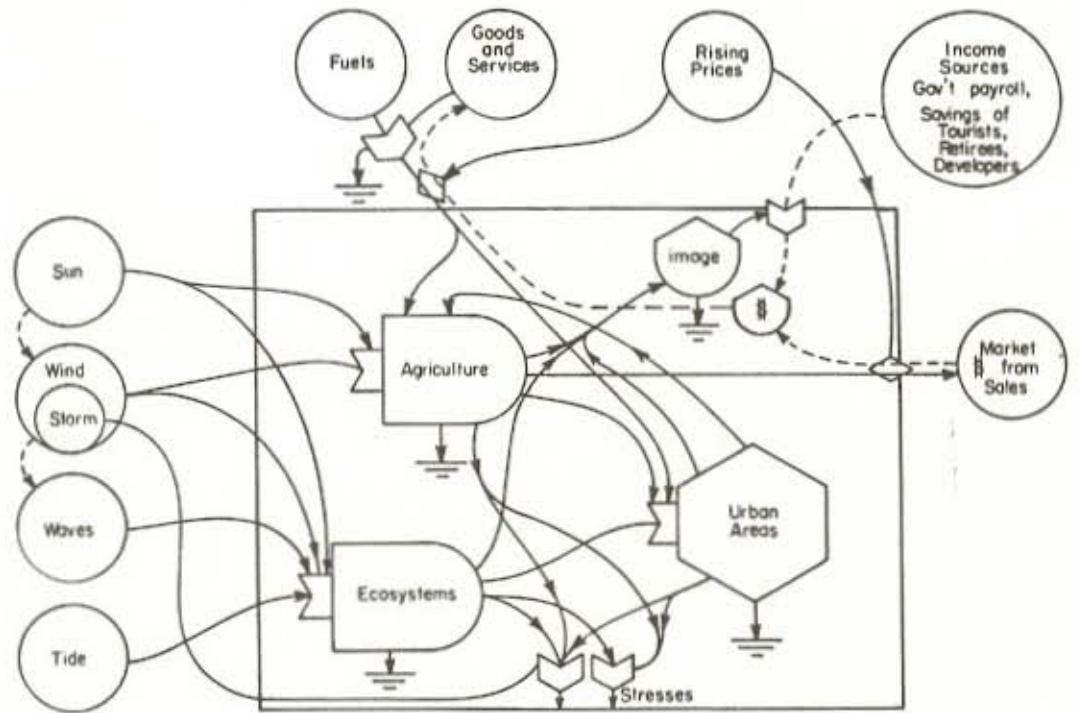 Fuels
Goods
and
Services
Rising
Prices
Income
Sources
Gov't payroll,
Savings of
Tourists,
Retirees,
Developers
Sun
image
Wind
Storm
$
Agriculture
Market
$ from
Sales
Waves
Urban
Areas
Ecosystems
Tide
Stresses